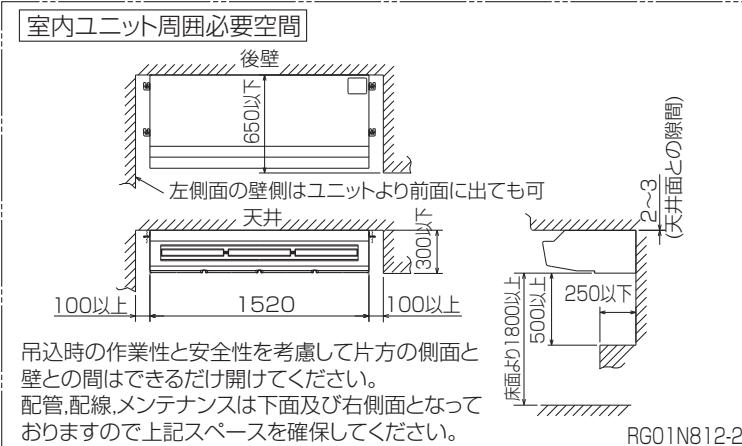 室内ユニット周囲必要空間
後壁
650以下
左側面の壁側はユニットより前面に出ても可
天井
300以下
2~3
(天井面との隙間)
100以上
1520
100以上
250以下
500以上
床面より1800以上
吊込時の作業性と安全性を考慮して片方の側面と
壁との間はできるだけ開けてください。
配管,配線,メンテナンスは下面及び右側面となって
おりますので上記スペースを確保してください。
RG01N812-2